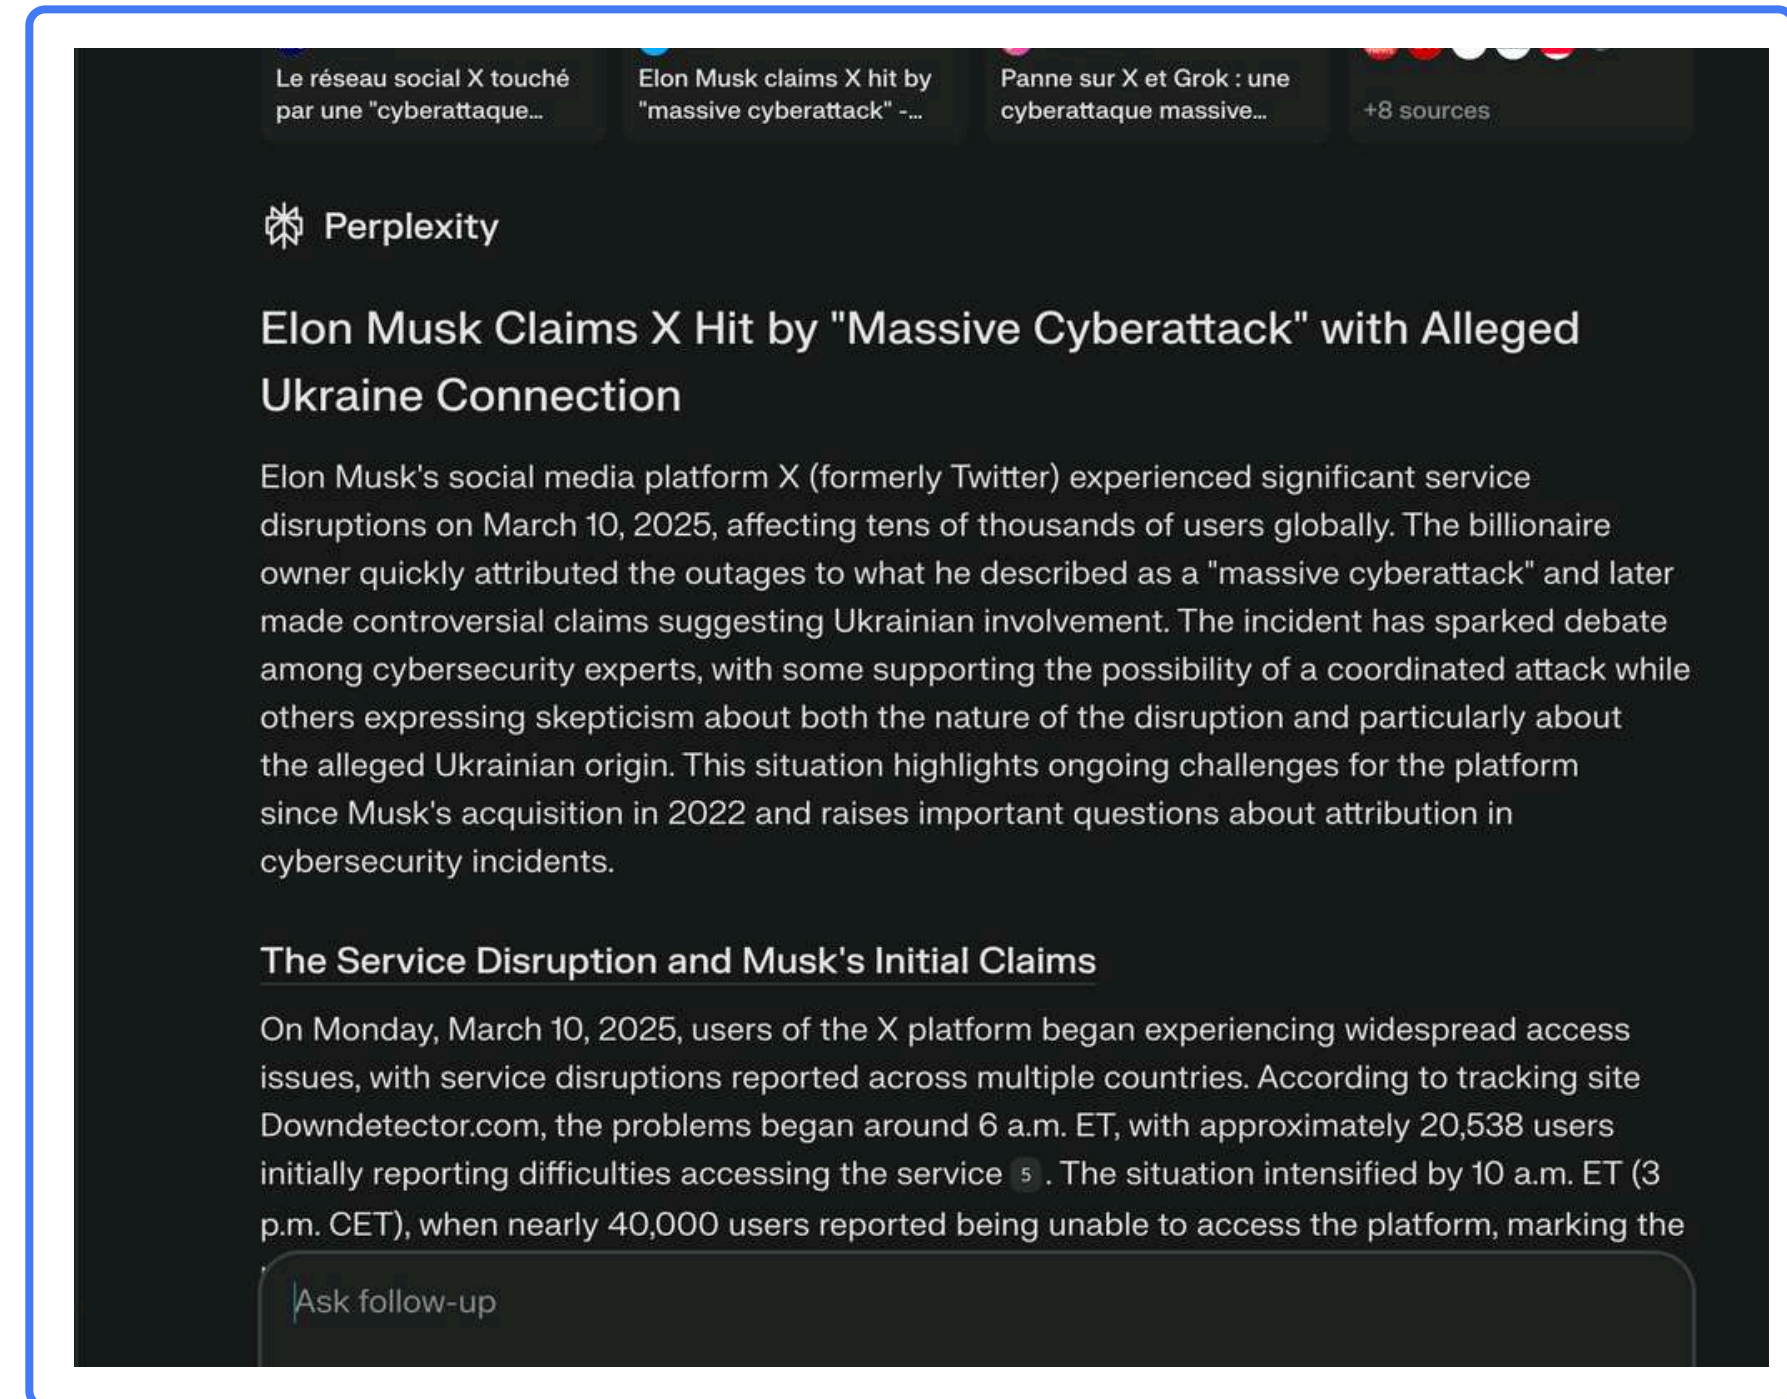 Le réseau social X touché
par une "cyberattaque...
Elon Musk claims X hit by
"massive cyberattack" -...
Panne sur X et Grok : une
cyberattaque massive...
+8 sources
Perplexity
Elon Musk Claims X Hit by "Massive Cyberattack" with Alleged
Ukraine Connection
Elon Musk's social media platform X (formerly Twitter) experienced significant service
disruptions on March 10, 2025, affecting tens of thousands of users globally. The billionaire
owner quickly attributed the outages to what he described as a "massive cyberattack" and later
made controversial claims suggesting Ukrainian involvement. The incident has sparked debate
among cybersecurity experts, with some supporting the possibility of a coordinated attack while
others expressing skepticism about both the nature of the disruption and particularly about
the alleged Ukrainian origin. This situation highlights ongoing challenges for the platform
since Musk's acquisition in 2022 and raises important questions about attribution in
cybersecurity incidents.
The Service Disruption and Musk's Initial Claims
On Monday, March 10, 2025, users of the X platform began experiencing widespread access
issues, with service disruptions reported across multiple countries. According to tracking site
Downdetector.com, the problems began around 6 a.m. ET, with approximately 20,538 users
initially reporting difficulties accessing the service 5 . The situation intensified by 10 a.m. ET (3
p.m. CET), when nearly 40,000 users reported being unable to access the platform, marking the
Ask follow-up